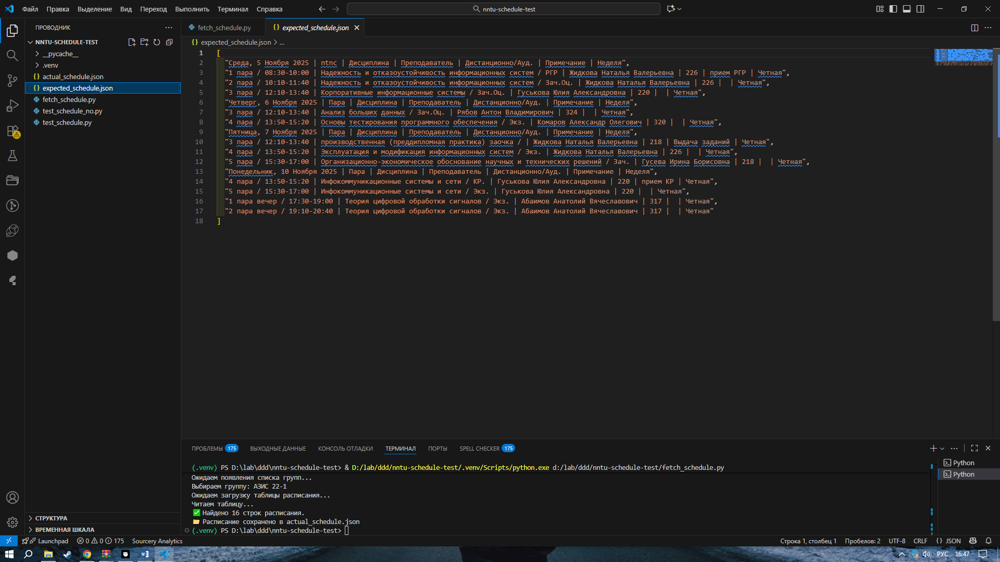 Файл Правка Выделение Вид Переход Выполнить Терминал Справка
nntu-schedule-test
ПРОВОДНИК
NNTU-SCHEDULE-TEST
__pycache__
.venv
actual_schedule.json
expected_schedule.json
fetch_schedule.py
test_schedule_no.py
test_schedule.py
СТРУКТУРА
ВРЕМЕННАЯ ШКАЛА
fetch_schedule.py
expected_schedule.json
expected_schedule.json > ...
1 [
2 "Среда, 5 Ноября 2025 | ntnc | Дисциплина | Преподаватель | Дистанционно/Ауд. | Примечание | Неделя",
3 "1 пара / 08:30-10:00 | Надежность и отказоустойчивость информационных систем / РГР | Жидкова Наталья Валерьевна | 226 | прием РГР | Четная",
4 "2 пара / 10:10-11:40 | Надежность и отказоустойчивость информационных систем / Зач.Оц. | Жидкова Наталья Валерьевна | 226 |  | Четная",
5 "3 пара / 12:10-13:40 | Корпоративные информационные системы / Зач.Оц. | Гуськова Юлия Александровна | 220 |  | Четная",
6 "Четверг, 6 Ноября 2025 | Пара | Дисциплина | Преподаватель | Дистанционно/Ауд. | Примечание | Неделя",
7 "3 пара / 12:10-13:40 | Анализ больших данных / Зач.Оц. | Рябов Антон Владимирович | 324 |  | Четная",
8 "4 пара / 13:50-15:20 | Основы тестирования программного обеспечения / Экз. | Комаров Александр Олегович | 320 |  | Четная",
9 "Пятница, 7 Ноября 2025 | Пара | Дисциплина | Преподаватель | Дистанционно/Ауд. | Примечание | Неделя",
10 "3 пара / 12:10-13:40 | производственная (преддипломная практика) заочка / | Жидкова Наталья Валерьевна | 218 | Выдача заданий | Четная",
11 "4 пара / 13:50-15:20 | Эксплуатация и модификация информационных систем / Экз. | Жидкова Наталья Валерьевна | 226 |  | Четная",
12 "5 пара / 15:30-17:00 | Организационно-экономическое обоснование научных и технических решений / Зач. | Гусева Ирина Борисовна | 218 |  | Четная",
13 "Понедельник, 10 Ноября 2025 | Пара | Дисциплина | Преподаватель | Дистанционно/Ауд. | Примечание | Неделя",
14 "4 пара / 13:50-15:20 | Инфокоммуникационные системы и сети / КР. | Гуськова Юлия Александровна | 220 | прием КР | Четная",
15 "5 пара / 15:30-17:00 | Инфокоммуникационные системы и сети / Экз. | Гуськова Юлия Александровна | 220 |  | Четная",
16 "1 пара вечер / 17:30-19:00 | Теория цифровой обработки сигналов / Экз. | Абаимов Анатолий Вячеславович | 317 |  | Четная",
17 "2 пара вечер / 19:10-20:40 | Теория цифровой обработки сигналов / Экз. | Абаимов Анатолий Вячеславович | 317 |  | Четная"
18 ]
ПРОБЛЕМЫ 175 ВЫХОДНЫЕ ДАННЫЕ КОНСОЛЬ ОТЛАДКИ ТЕРМИНАЛ ПОРТЫ SPELL CHECKER 175
(.venv) PS D:\lab\ddd\nntu-schedule-test> & D:/lab/ddd/nntu-schedule-test/.venv/Scripts/python.exe d:/lab/ddd/nntu-schedule-test/fetch_schedule.py
Ожидаем появления списка групп...
Выбираем группу: АЗИС 22-1
Ожидаем загрузку таблицы расписания...
Читаем таблицу...
✅ Найдено 16 строк расписания.
📁 Расписание сохранено в actual_schedule.json
(.venv) PS D:\lab\ddd\nntu-schedule-test>
Python
Python
Launchpad 0 0 175 Sourcery Analytics
Строка 1, столбец 1 Пробелов: 2 UTF-8 CRLF {} JSON
РУС 16:47